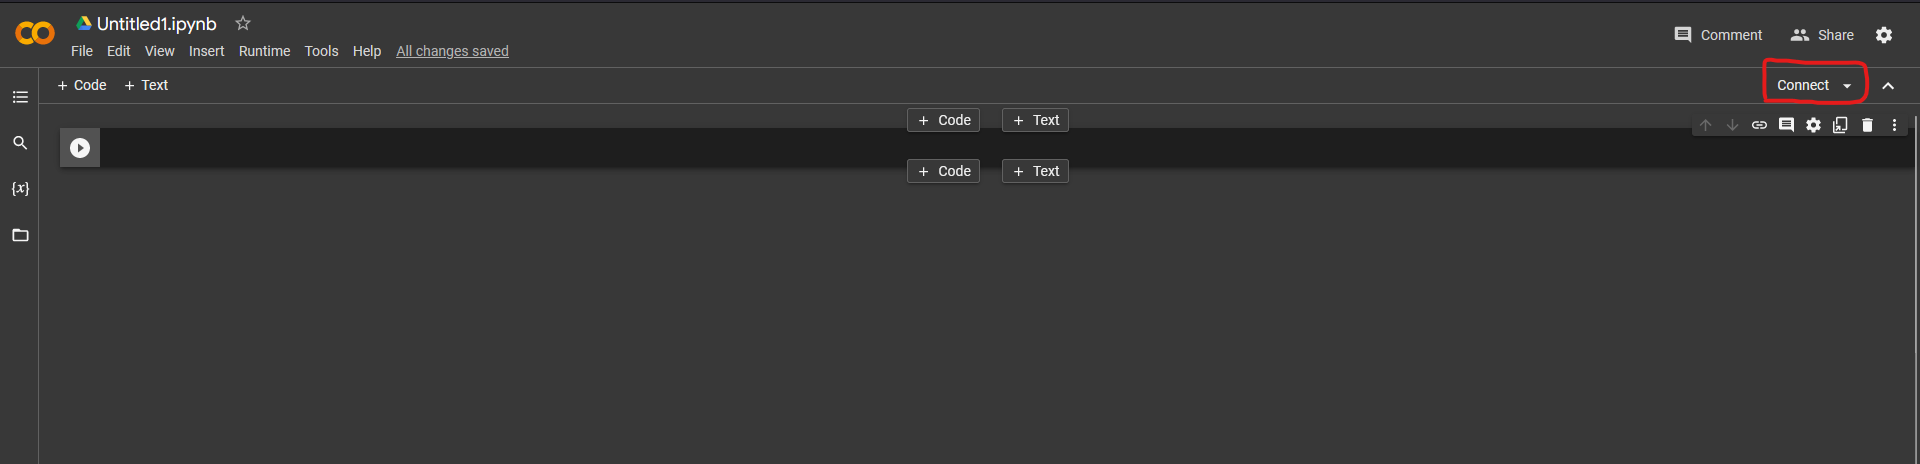 Untitled1.ipynb
File Edit View Insert Runtime Tools Help All changes saved
Comment Share
+ Code + Text
Connect
+ Code + Text
{x}
+ Code + Text